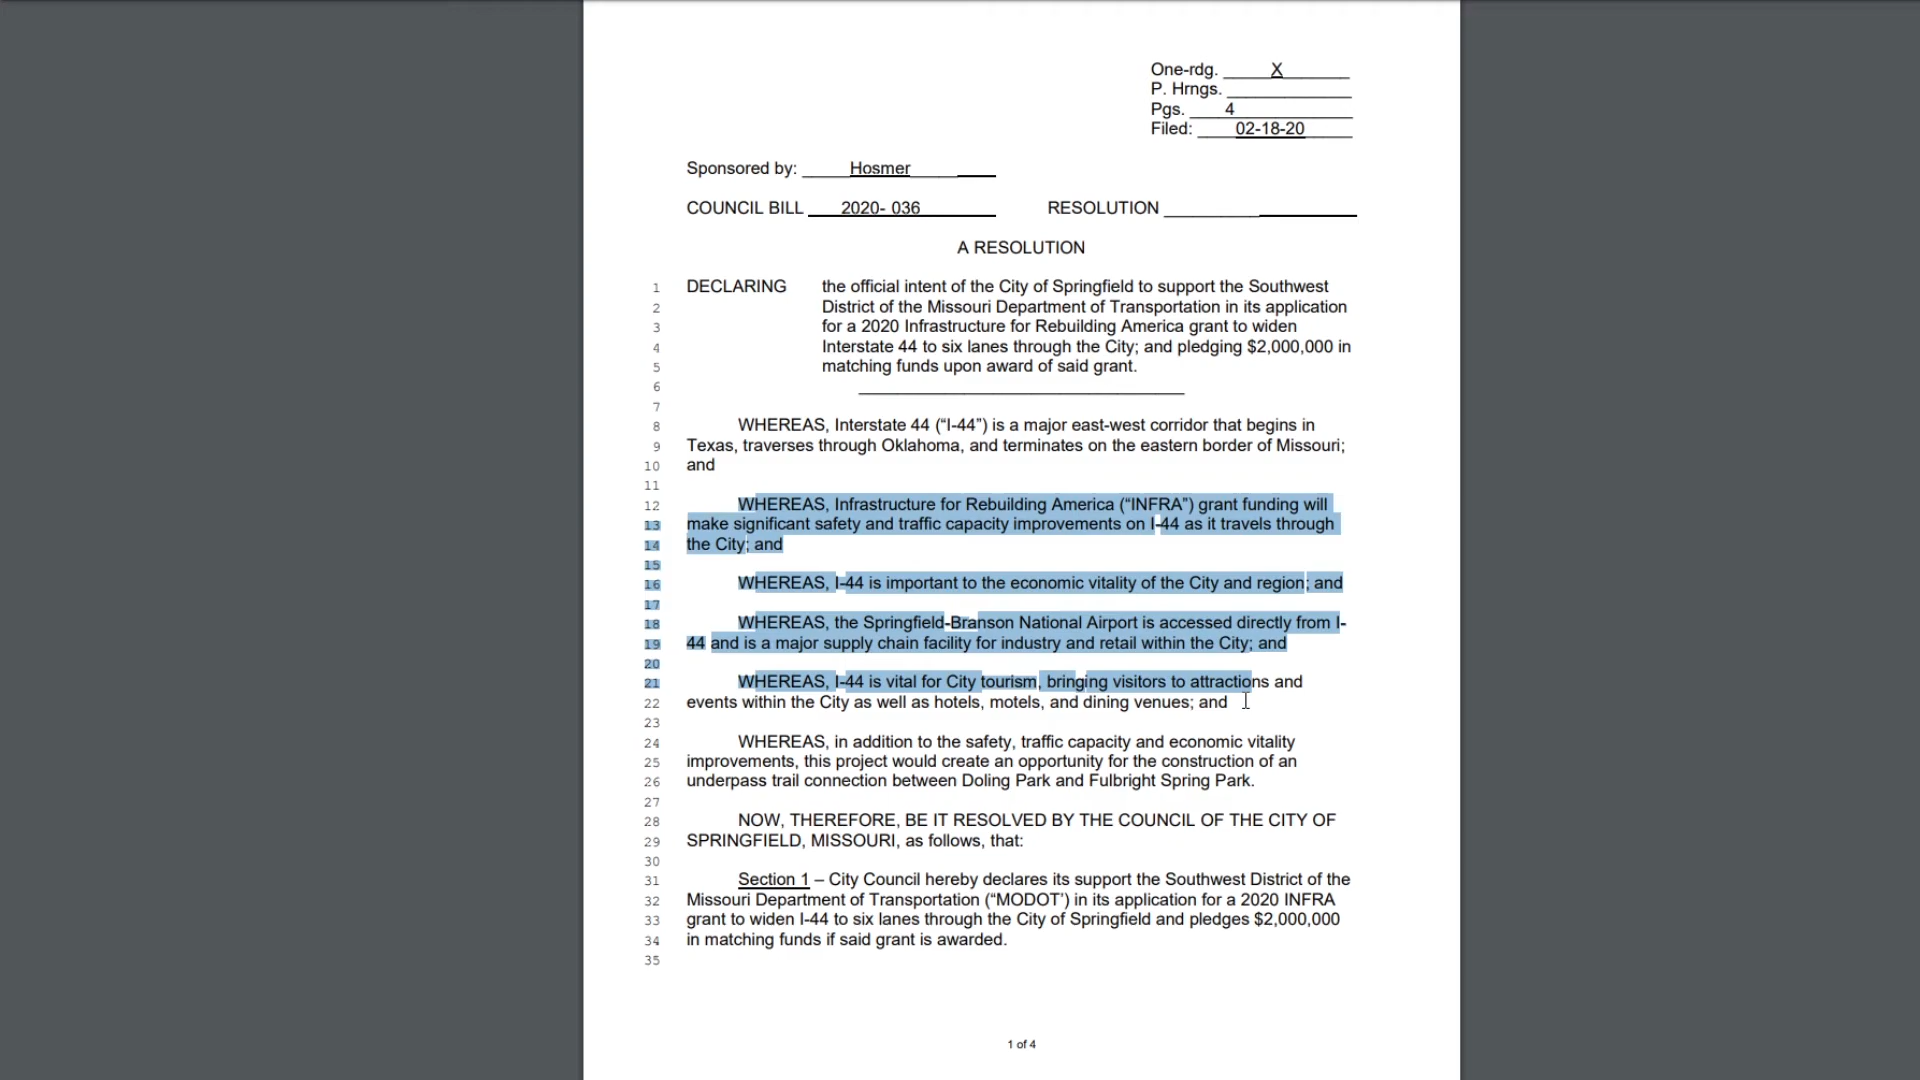 One-rdg. X
P. Hrngs.
Pgs. 4
Filed: 02-18-20
Sponsored by: Hosmer
COUNCIL BILL 2020- 036 RESOLUTION
A RESOLUTION
1 DECLARING the official intent of the City of Springfield to support the Southwest
2 District of the Missouri Department of Transportation in its application
3 for a 2020 Infrastructure for Rebuilding America grant to widen
4 Interstate 44 to six lanes through the City; and pledging $2,000,000 in
5 matching funds upon award of said grant.
6
7
8 WHEREAS, Interstate 44 (“I-44”) is a major east-west corridor that begins in
9 Texas, traverses through Oklahoma, and terminates on the eastern border of Missouri;
10 and
11
12 WHEREAS, Infrastructure for Rebuilding America (“INFRA”) grant funding will
13 make significant safety and traffic capacity improvements on I-44 as it travels through
14 the City; and
15
16 WHEREAS, I-44 is important to the economic vitality of the City and region; and
17
18 WHEREAS, the Springfield-Branson National Airport is accessed directly from I-
19 44 and is a major supply chain facility for industry and retail within the City; and
20
21 WHEREAS, I-44 is vital for City tourism, bringing visitors to attractions and
22 events within the City as well as hotels, motels, and dining venues; and
23
24 WHEREAS, in addition to the safety, traffic capacity and economic vitality
25 improvements, this project would create an opportunity for the construction of an
26 underpass trail connection between Doling Park and Fulbright Spring Park.
27
28 NOW, THEREFORE, BE IT RESOLVED BY THE COUNCIL OF THE CITY OF
29 SPRINGFIELD, MISSOURI, as follows, that:
30
31 Section 1 – City Council hereby declares its support the Southwest District of the
32 Missouri Department of Transportation (“MODOT’) in its application for a 2020 INFRA
33 grant to widen I-44 to six lanes through the City of Springfield and pledges $2,000,000
34 in matching funds if said grant is awarded.
35
1 of 4